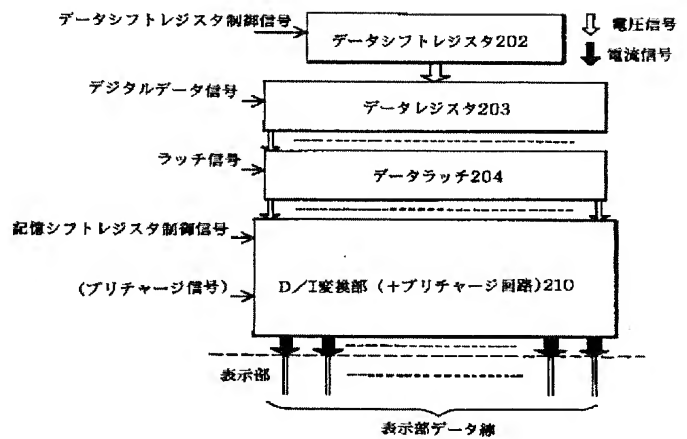 データシフトレジスタ制御信号
データシフトレジスタ202
電圧信号
電流信号
デジタルデータ信号
データレジスタ203
ラッチ信号
データラッチ204
記憶シフトレジスタ制御信号
(プリチャージ信号)
D/I変換部 (+プリチャージ回路)210
表示部
表示部データ線